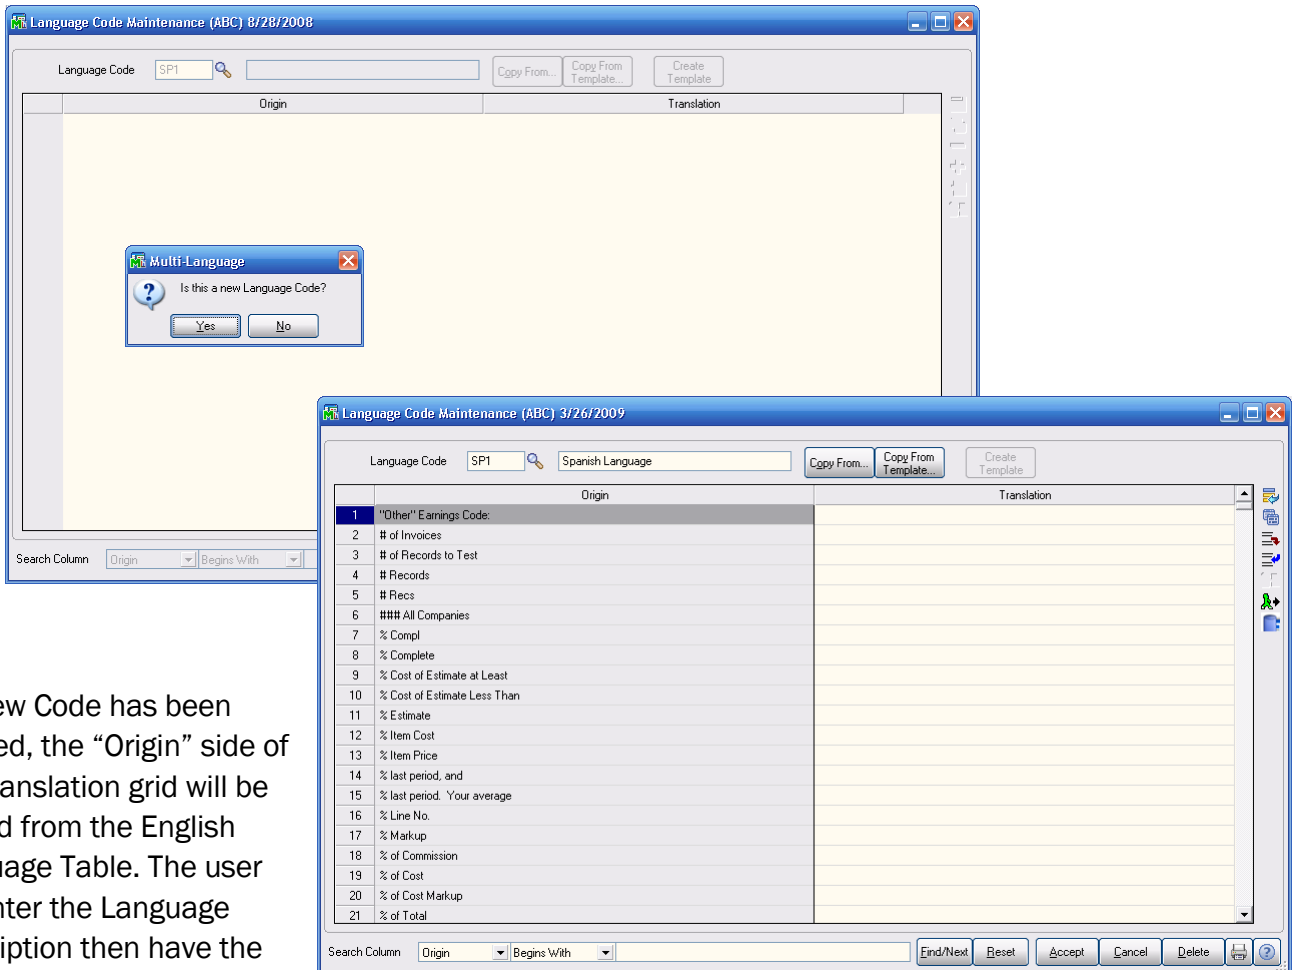 Language Code Maintenance (ABC) 8/28/2008
Language Code SP1 Copy From... Copy From Template... Create Template
Origin Translation
Multi-Language
Is this a new Language Code?
Yes No
Search Column Origin Begins With
Language Code Maintenance (ABC) 3/26/2009
Language Code SP1 Spanish Language Copy From... Copy From Template... Create Template
Origin Translation
1 "Other" Earnings Code:
2 # of Invoices
3 # of Records to Test
4 # Records
5 # Recs
6 ### All Companies
7 % Compl
8 % Complete
9 % Cost of Estimate at Least
10 % Cost of Estimate Less Than
11 % Estimate
12 % Item Cost
13 % Item Price
14 % last period, and
15 % last period.  Your average
16 % Line No.
17 % Markup
18 % of Commission
19 % of Cost
20 % of Cost Markup
21 % of Total
Search Column Origin Begins With Find/Next Reset Accept Cancel Delete
ew Code has been
ed, the “Origin” side of
ranslation grid will be
d from the English
uage Table. The user
nter the Language
iption then have the